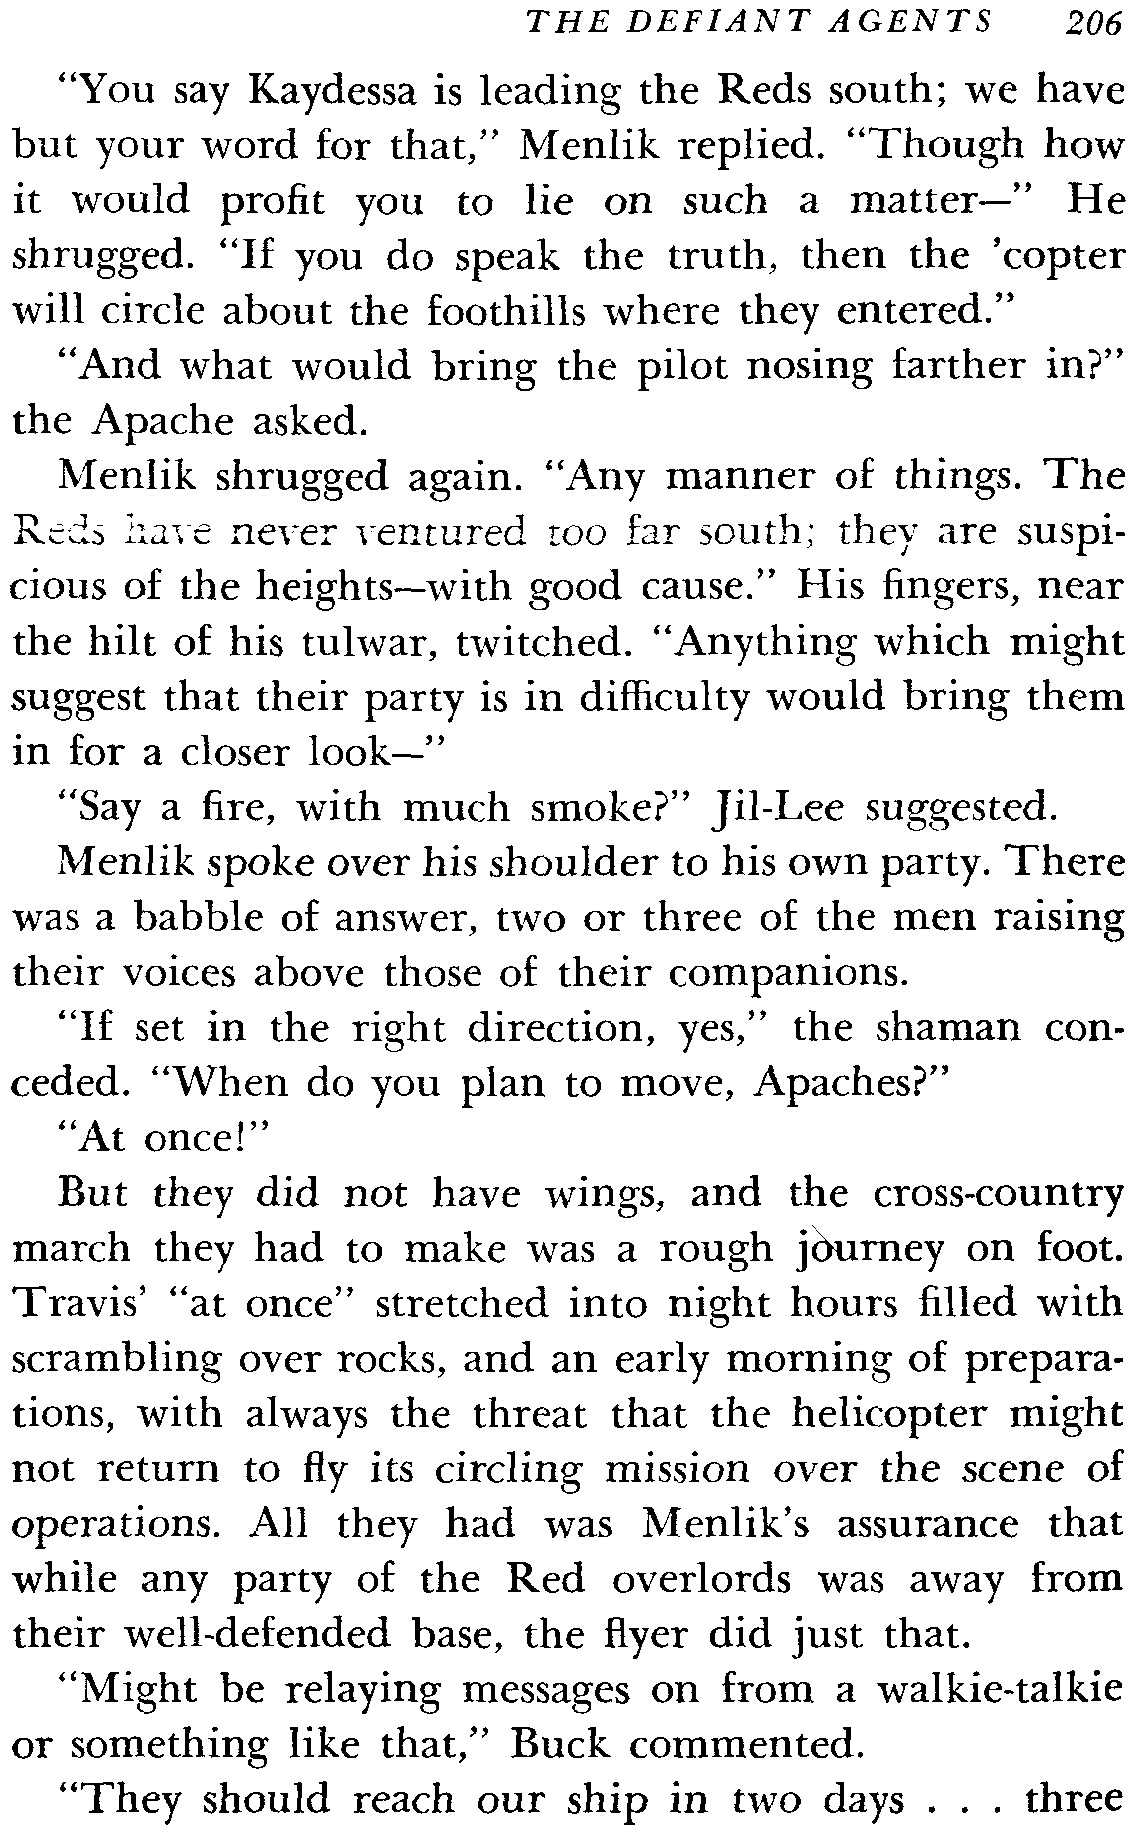 THE DEFIANT AGENTS 206
“You say Kaydessa is leading the Reds south; we have
but your word for that,” Menlik replied. “Though how
it would profit you to lie on such a matter—” He
shrugged. “If you do speak the truth, then the ’copter
will circle about the foothills where they entered.”
“And what would bring the pilot nosing farther in?”
the Apache asked.
Menlik shrugged again. “Any manner of things. The
Reds have never ventured too far south; they are suspi-
cious of the heights—with good cause.” His fingers, near
the hilt of his tulwar, twitched. “Anything which might
suggest that their party is in difficulty would bring them
in for a closer look—”
“Say a fire, with much smoke?” Jil-Lee suggested.
Menlik spoke over his shoulder to his own party. There
was a babble of answer, two or three of the men raising
their voices above those of their companions.
“If set in the right direction, yes,” the shaman con-
ceded. “When do you plan to move, Apaches?”
“At once!”
But they did not have wings, and the cross-country
march they had to make was a rough journey on foot.
Travis’ “at once” stretched into night hours filled with
scrambling over rocks, and an early morning of prepara-
tions, with always the threat that the helicopter might
not return to fly its circling mission over the scene of
operations. All they had was Menlik’s assurance that
while any party of the Red overlords was away from
their well-defended base, the flyer did just that.
“Might be relaying messages on from a walkie-talkie
or something like that,” Buck commented.
“They should reach our ship in two days . . . three